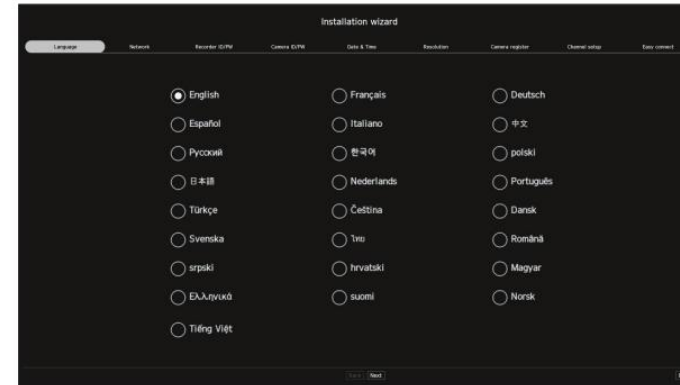 Installation wizard
Language Network Recorder ID/PW Camera ID/PW Date & Time Resolution Camera register Channel setup Easy connect
English Français Deutsch
Español Italiano 中文
Русский 한국어 polski
日本語 Nederlands Português
Türkçe Čeština Dansk
Svenska ไทย Română
srpski hrvatski Magyar
Ελληνικά suomi Norsk
Tiếng Việt
Back Next